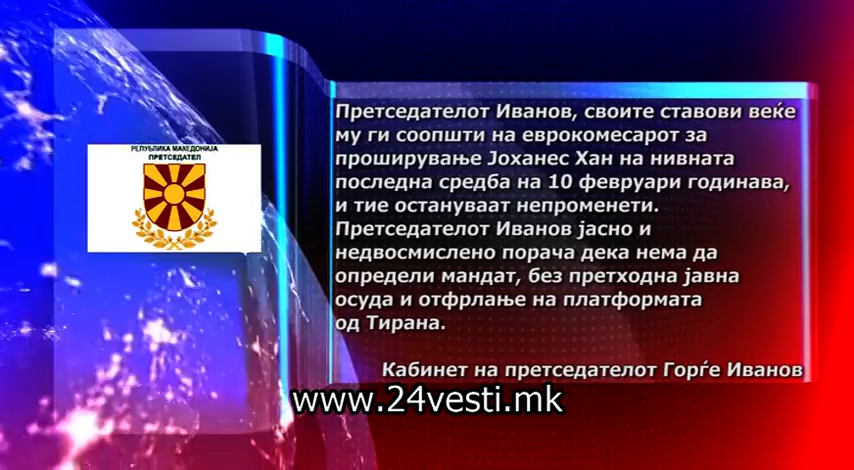 РЕПУБЛИКА МАКЕДОНИЈА
ПРЕТСЕДАТЕЛ
Претседателот Иванов, своите ставови веќе
му ги соопшти на еврокомесарот за
проширување Јоханес Хан на нивната
последна средба на 10 февруари годинава,
и тие остануваат непроменети.
Претседателот Иванов јасно и
недвосмислено порача дека нема да
определи мандат, без претходна јавна
осуда и отфрлање на платформата
од Тирана.
Кабинет на претседателот Горѓе Иванов
www.24vesti.mk